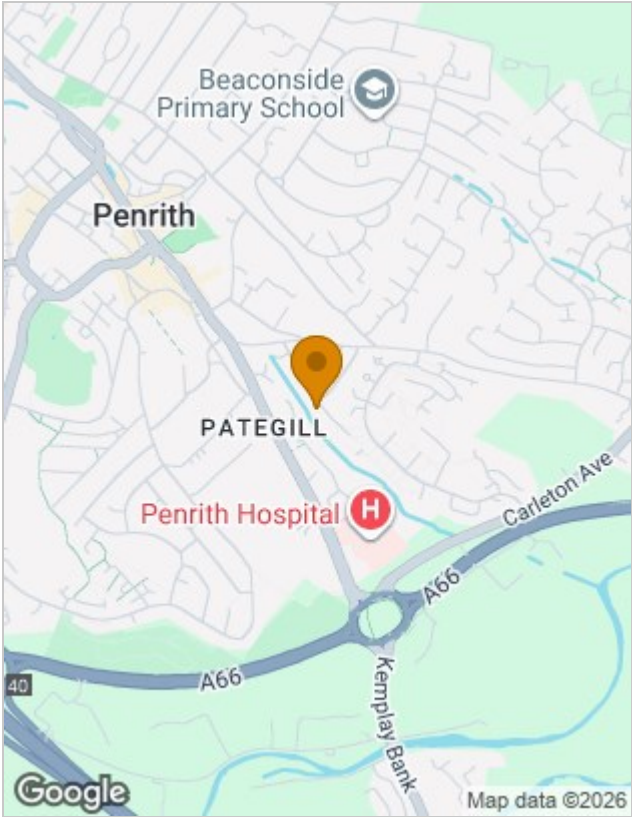 Beaconside
Primary School
Penrith
PATEGILL
Penrith Hospital
H
Carleton Ave
A66
A66
40
Kemplay Bank
Google
Map data ©2026